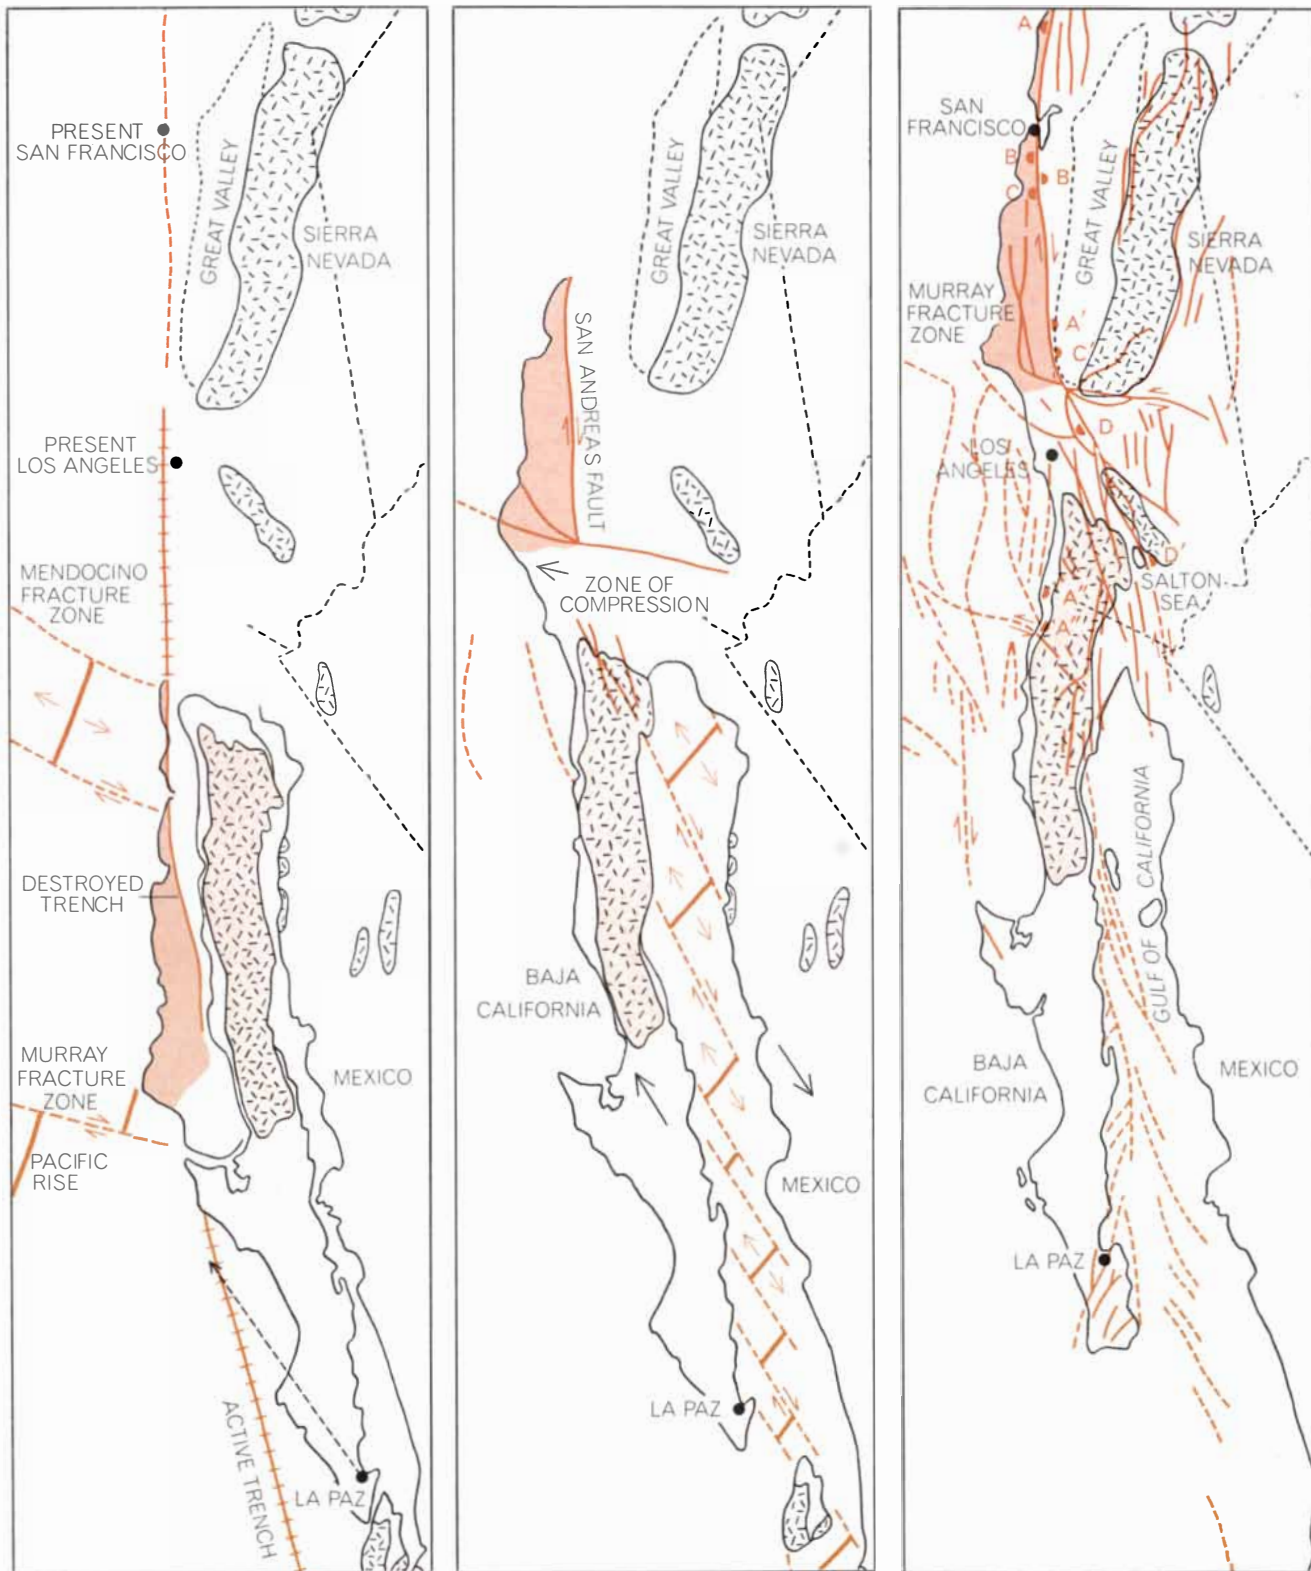 PRESENT
SAN FRANCISCO
GREAT VALLEY
SIERRA
NEVADA
PRESENT
LOS ANGELES
MENDOCINO
FRACTURE
ZONE
DESTROYED
TRENCH
MURRAY
FRACTURE
ZONE
MEXICO
PACIFIC
RISE
ACTIVE TRENCH
LA PAZ
GREAT VALLEY
SIERRA
NEVADA
SAN ANDREAS FAULT
ZONE OF
COMPRESSION
BAJA
CALIFORNIA
MEXICO
LA PAZ
A
SAN
FRANCISCO
B
B
C
GREAT VALLEY
SIERRA
NEVADA
MURRAY
FRACTURE
ZONE
A'
C'
D
LOS
ANGELES
D'
SALTON
SEA
A"
A"
GULF OF CALIFORNIA
BAJA
CALIFORNIA
MEXICO
LA PAZ